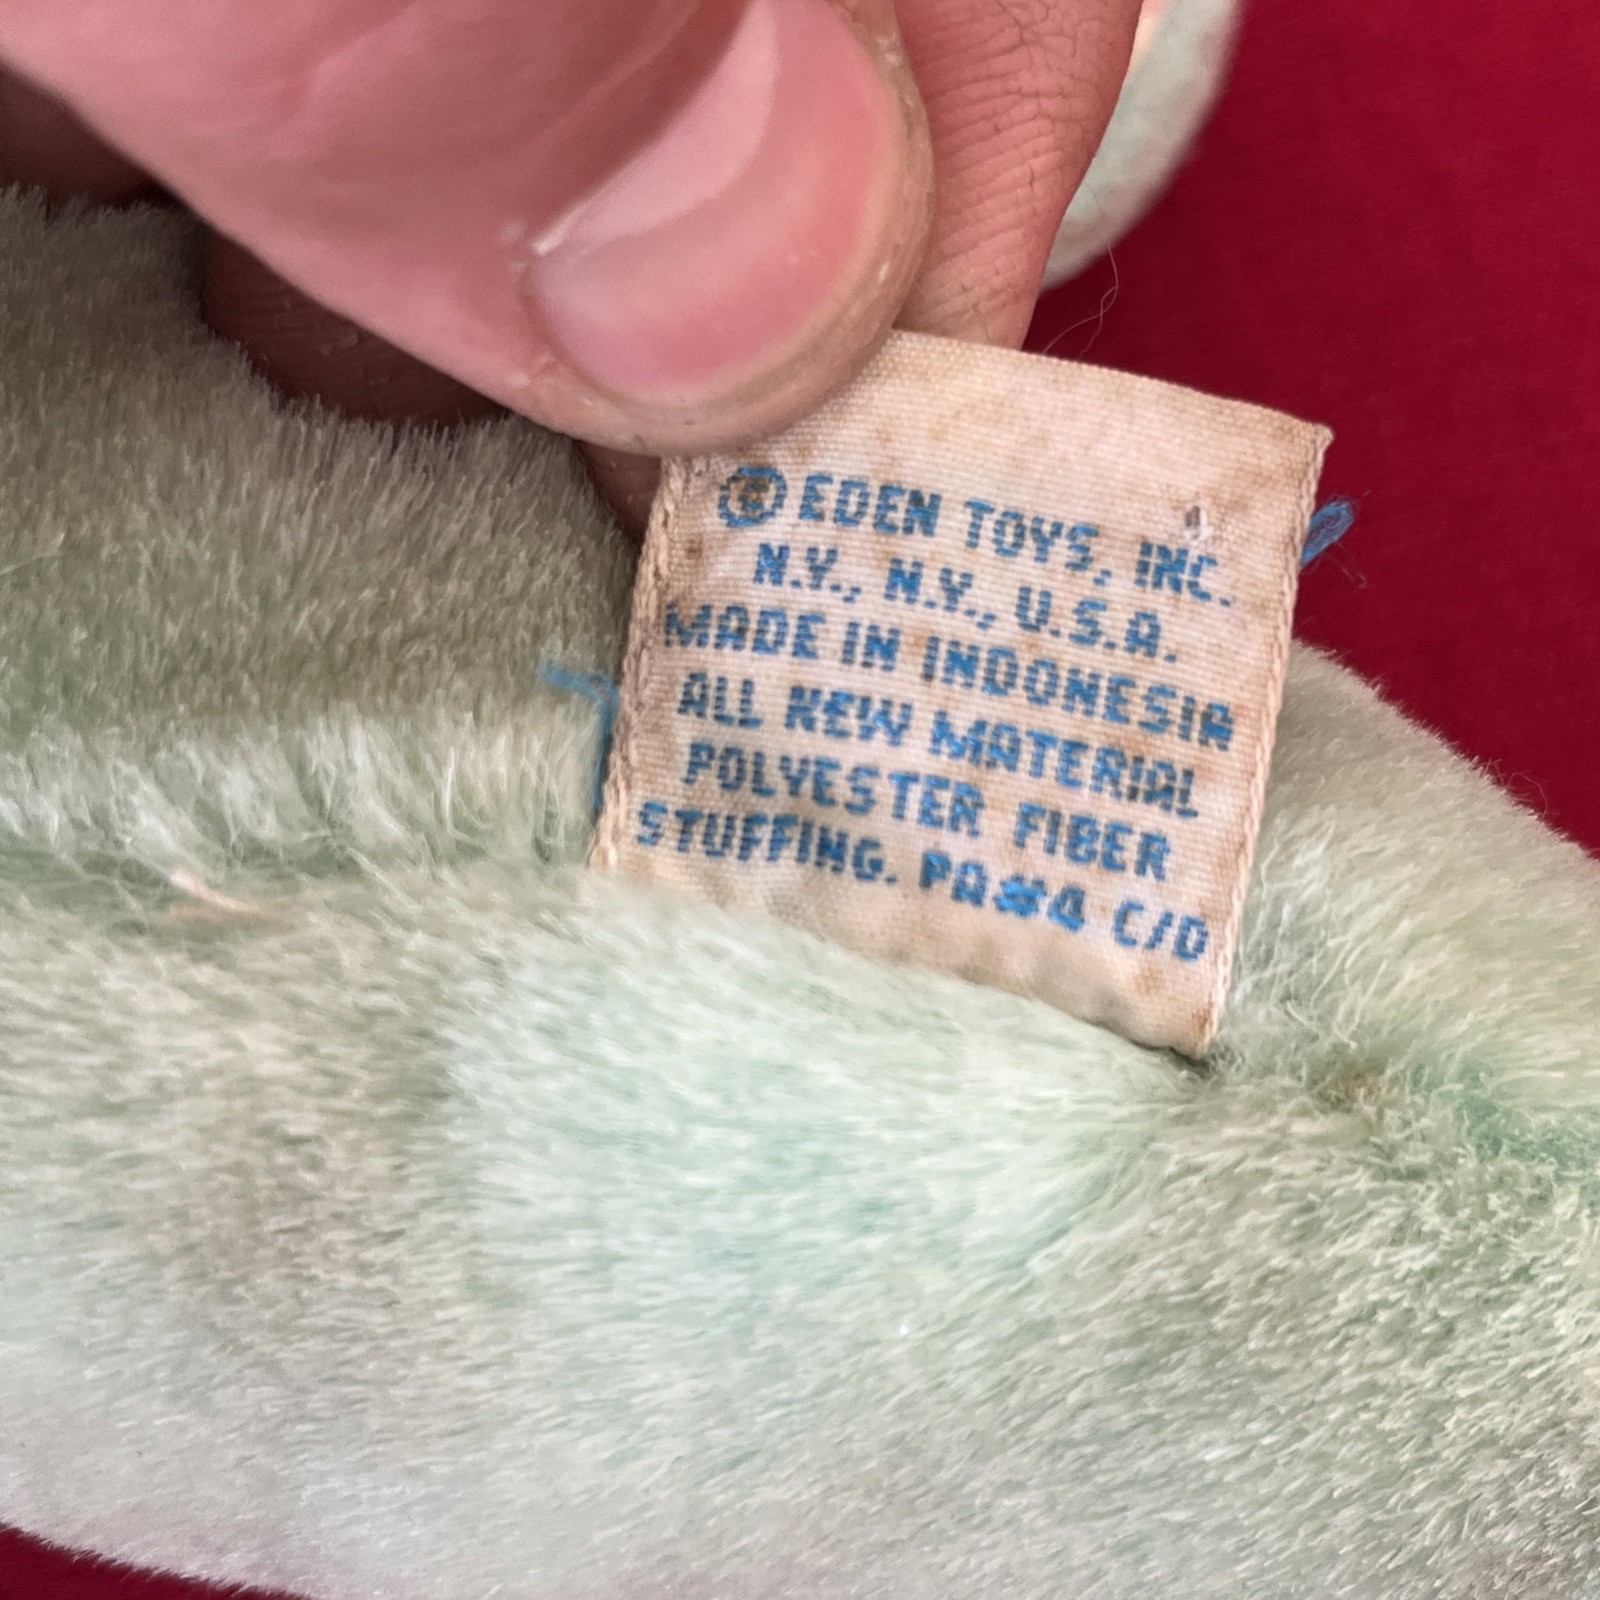 © EDEN TOYS, INC.
N.Y., N.Y., U.S.A.
MADE IN INDONESIA
ALL NEW MATERIAL
POLYESTER FIBER
STUFFING. PA#4 C/D